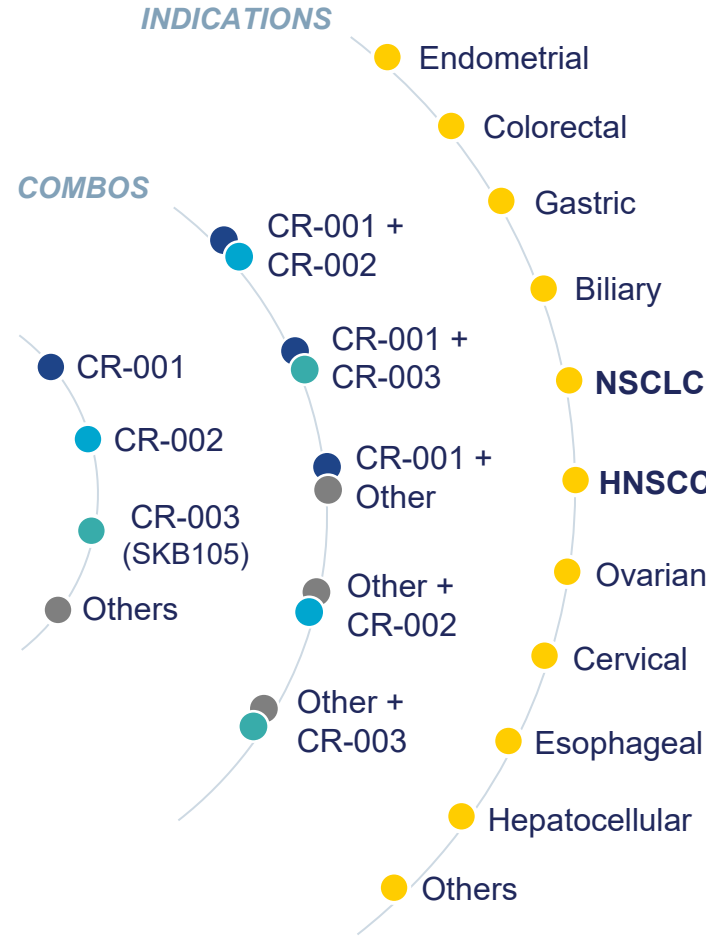 INDICATIONS
Endometrial
Colorectal
Gastric
Biliary
NSCLC
HNSCC
Ovarian
Cervical
Esophageal
Hepatocellular
Others
COMBOS
CR-001 +
CR-002
CR-001 +
CR-003
CR-001 +
Other
Other +
CR-002
Other +
CR-003
CR-001
CR-002
CR-003
(SKB105)
Others